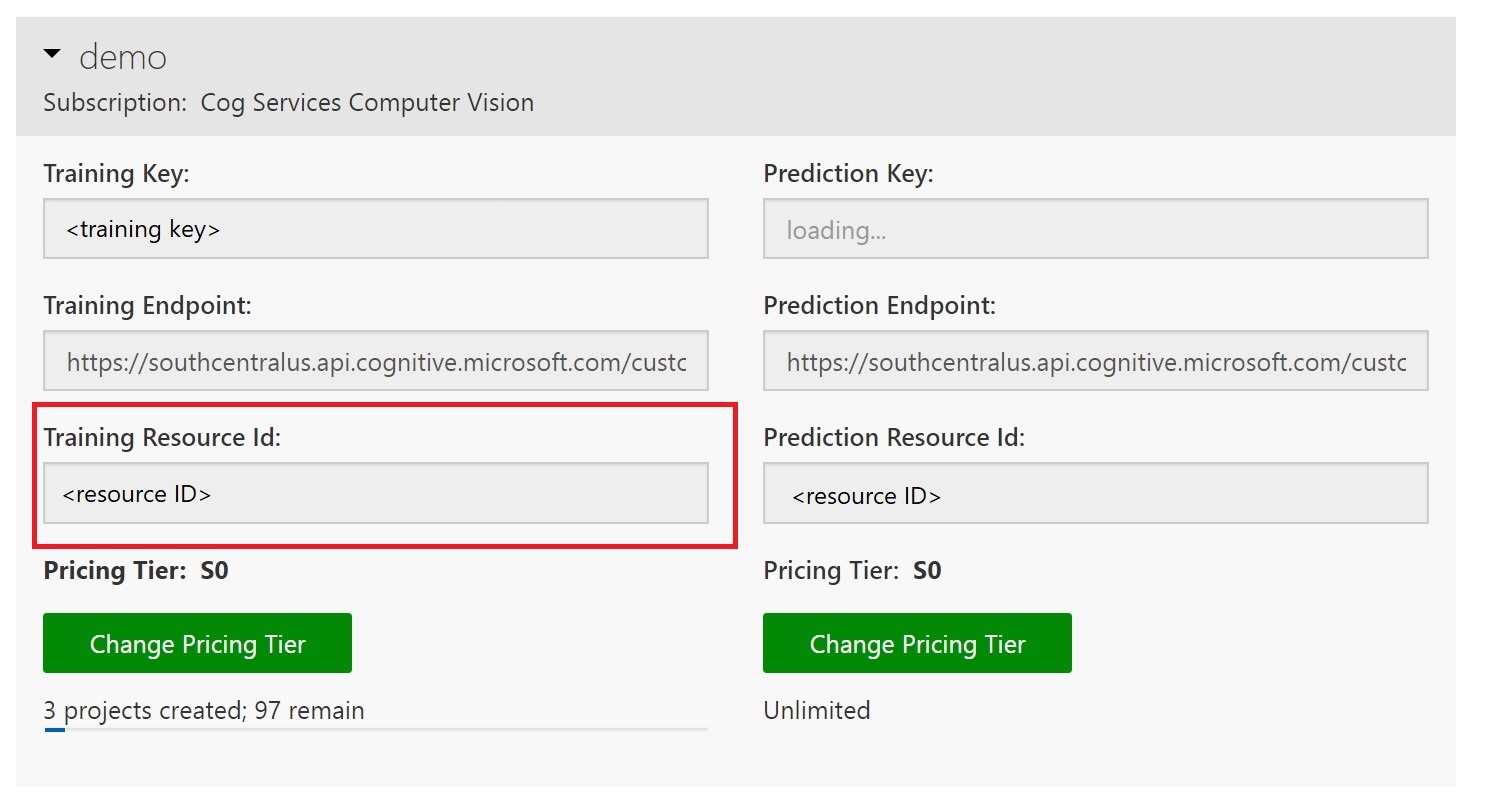 demo
Subscription: Cog Services Computer Vision
Training Key:
<training key>
Training Endpoint:
https://southcentralus.api.cognitive.microsoft.com/custc
Training Resource Id:
<resource ID>
Pricing Tier: S0
Change Pricing Tier
3 projects created; 97 remain
Prediction Key:
loading...
Prediction Endpoint:
https://southcentralus.api.cognitive.microsoft.com/custc
Prediction Resource Id:
<resource ID>
Pricing Tier: S0
Change Pricing Tier
Unlimited